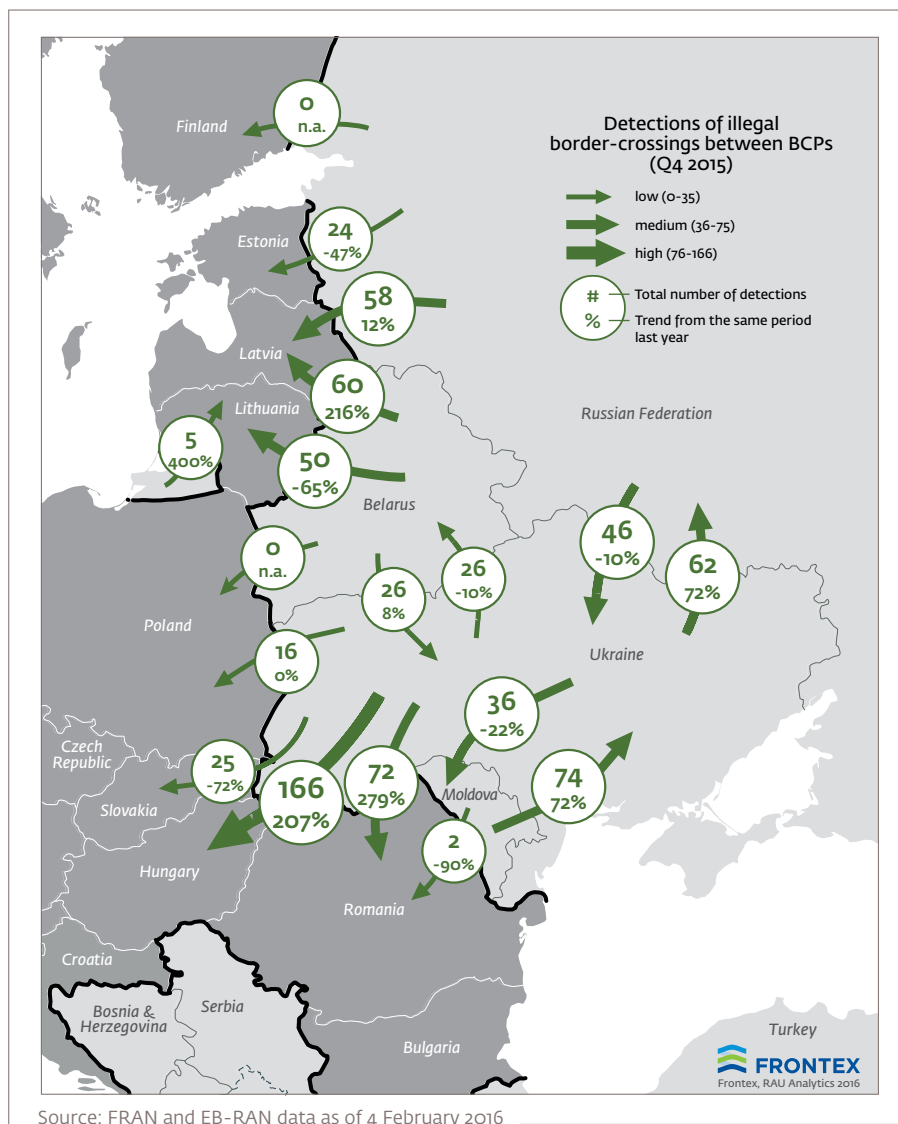 Detections of illegal
border-crossings between BCPs
(Q4 2015)
low (0-35)
medium (36-75)
high (76-166)
#
Total number of detections
%
Trend from the same period
last year
Finland
0
n.a.
Estonia
24
-47%
58
12%
Latvia
60
216%
Lithuania
5
400%
50
-65%
Russian Federation
Belarus
0
n.a.
26
8%
26
-10%
46
-10%
62
72%
Poland
16
0%
Ukraine
36
-22%
Czech
Republic
25
-72%
Slovakia
166
207%
72
279%
Moldova
74
72%
2
-90%
Hungary
Romania
Croatia
Bosnia &
Herzegovina
Serbia
Bulgaria
Turkey
FRONTEX
Frontex, RAU Analytics 2016
Source: FRAN and EB-RAN data as of 4 February 2016